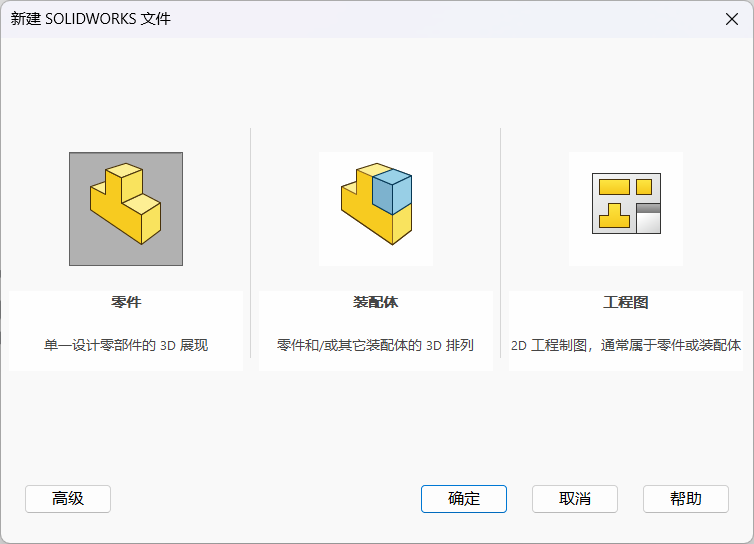 新建 SOLIDWORKS 文件
零件
单一设计零部件的 3D 展现
装配体
零件和/或其它装配体的 3D 排列
工程图
2D 工程制图，通常属于零件或装配体
高级
确定
取消
帮助